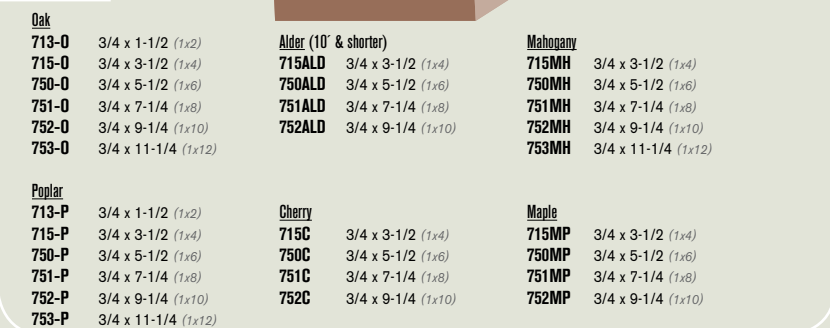 Oak
713-O 3/4 x 1-1/2 (1x2)
715-O 3/4 x 3-1/2 (1x4)
750-O 3/4 x 5-1/2 (1x6)
751-O 3/4 x 7-1/4 (1x8)
752-O 3/4 x 9-1/4 (1x10)
753-O 3/4 x 11-1/4 (1x12)
Alder (10´ & shorter)
715ALD 3/4 x 3-1/2 (1x4)
750ALD 3/4 x 5-1/2 (1x6)
751ALD 3/4 x 7-1/4 (1x8)
752ALD 3/4 x 9-1/4 (1x10)
Mahogany
715MH 3/4 x 3-1/2 (1x4)
750MH 3/4 x 5-1/2 (1x6)
751MH 3/4 x 7-1/4 (1x8)
752MH 3/4 x 9-1/4 (1x10)
753MH 3/4 x 11-1/4 (1x12)
Poplar
713-P 3/4 x 1-1/2 (1x2)
715-P 3/4 x 3-1/2 (1x4)
750-P 3/4 x 5-1/2 (1x6)
751-P 3/4 x 7-1/4 (1x8)
752-P 3/4 x 9-1/4 (1x10)
753-P 3/4 x 11-1/4 (1x12)
Cherry
715C 3/4 x 3-1/2 (1x4)
750C 3/4 x 5-1/2 (1x6)
751C 3/4 x 7-1/4 (1x8)
752C 3/4 x 9-1/4 (1x10)
Maple
715MP 3/4 x 3-1/2 (1x4)
750MP 3/4 x 5-1/2 (1x6)
751MP 3/4 x 7-1/4 (1x8)
752MP 3/4 x 9-1/4 (1x10)